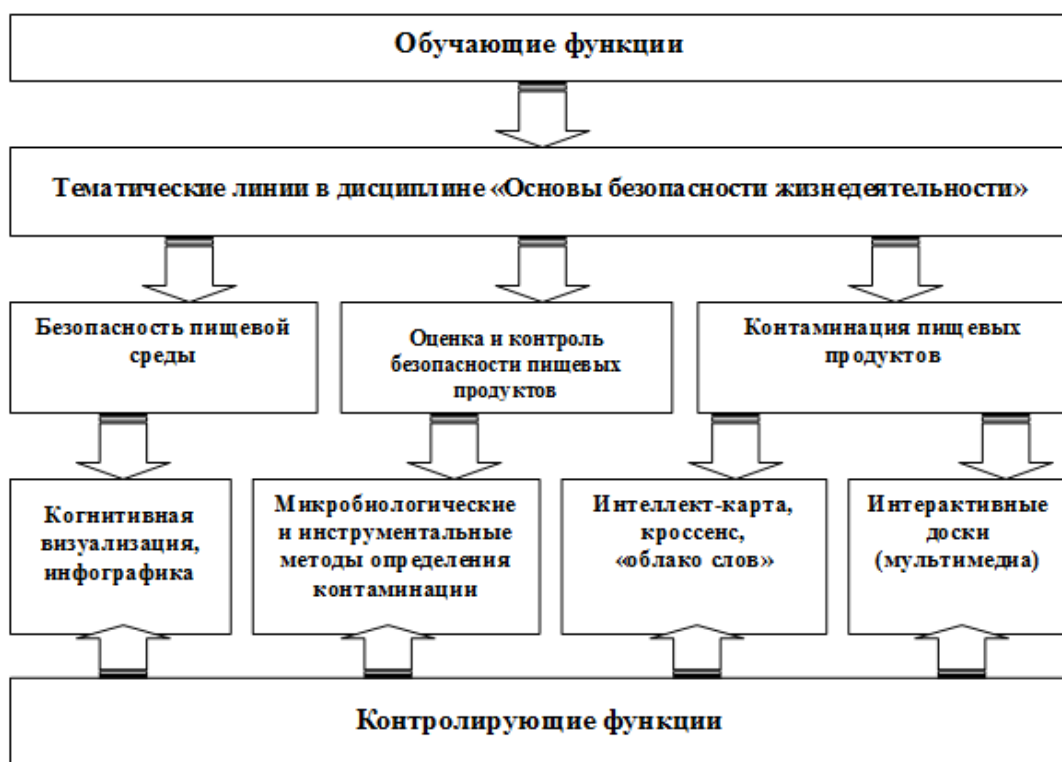 Обучающие функции
Тематические линии в дисциплине «Основы безопасности жизнедеятельности»
Безопасность пищевой
среды
Оценка и контроль
безопасности пищевых
продуктов
Контаминация пищевых
продуктов
Когнитивная
визуализация,
инфографика
Микробиологические
и инструментальные
методы определения
контаминации
Интеллект-карта,
кроссенс,
«облако слов»
Интерактивные
доски
(мультимедиа)
Контролирующие функции